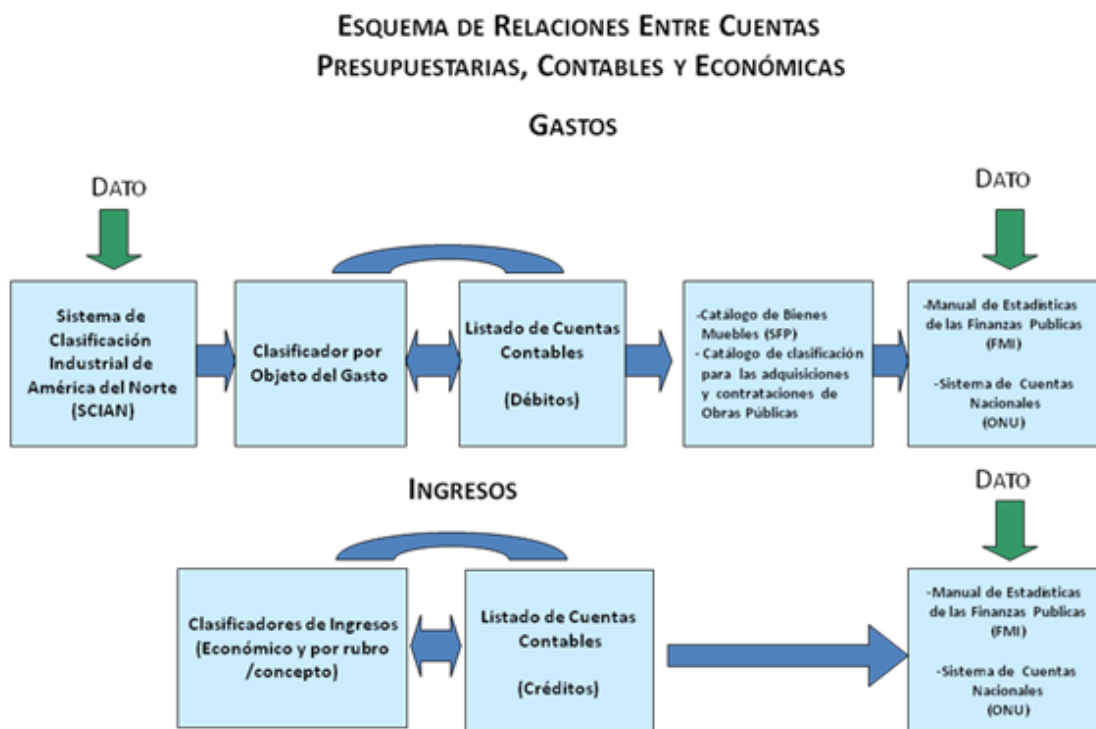 ESQUEMA DE RELACIONES ENTRE CUENTAS
PRESUPUESTARIAS, CONTABLES Y ECONÓMICAS
GASTOS
DATO
DATO
Sistema de
Clasificación
Industrial de
América del Norte
(SCIAN)
Clasificador por
Objeto del Gasto
Listado de Cuentas
Contables
(Débitos)
-Catálogo de Bienes
Muebles (SFP)
- Catálogo de clasificación
para las adquisiciones
y contrataciones de
Obras Públicas
-Manual de Estadísticas
de las Finanzas Publicas
(FMI)
-Sistema de Cuentas
Nacionales
(ONU)
INGRESOS
DATO
Clasificadores de Ingresos
(Económico y por rubro
/concepto)
Listado de Cuentas
Contables
(Créditos)
-Manual de Estadísticas
de las Finanzas Publicas
(FMI)
-Sistema de Cuentas
Nacionales
(ONU)